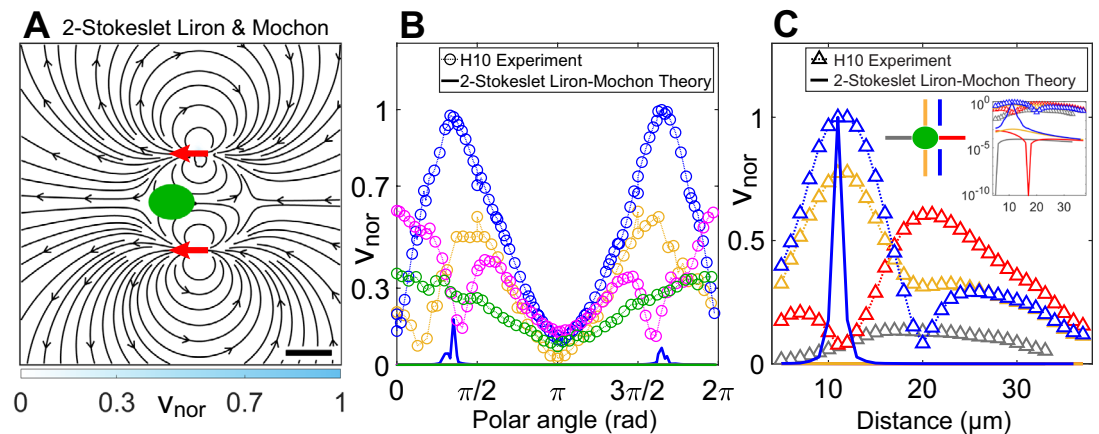 A
2-Stokeslet Liron & Mochon
0
0.3
0.7
1
v_nor
B
H10 Experiment
2-Stokeslet Liron-Mochon Theory
1
0.7
0.3
0
v_nor
0
π/2
π
3π/2
2π
Polar angle (rad)
C
H10 Experiment
2-Stokeslet Liron-Mochon Theory
1
0.5
0
v_nor
10
20
30
Distance (μm)
10^0
10^-5
10^-10
10
20
30